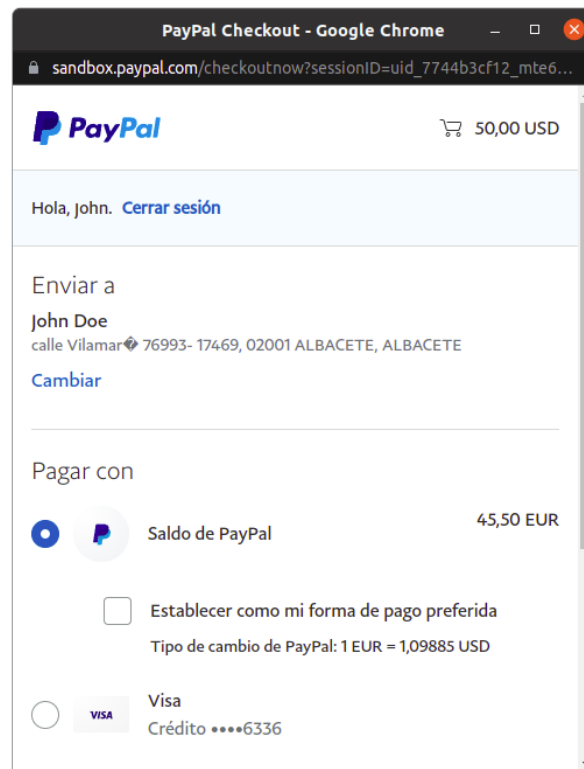 PayPal Checkout - Google Chrome
sandbox.paypal.com/checkoutnow?sessionID=uid_7744b3cf12_mte6...
PayPal 50,00 USD
Hola, John. Cerrar sesión
Enviar a
John Doe
calle Vilamar� 76993- 17469, 02001 ALBACETE, ALBACETE
Cambiar
Pagar con
Saldo de PayPal 45,50 EUR
Establecer como mi forma de pago preferida
Tipo de cambio de PayPal: 1 EUR = 1,09885 USD
VISA Visa
Crédito ••••6336